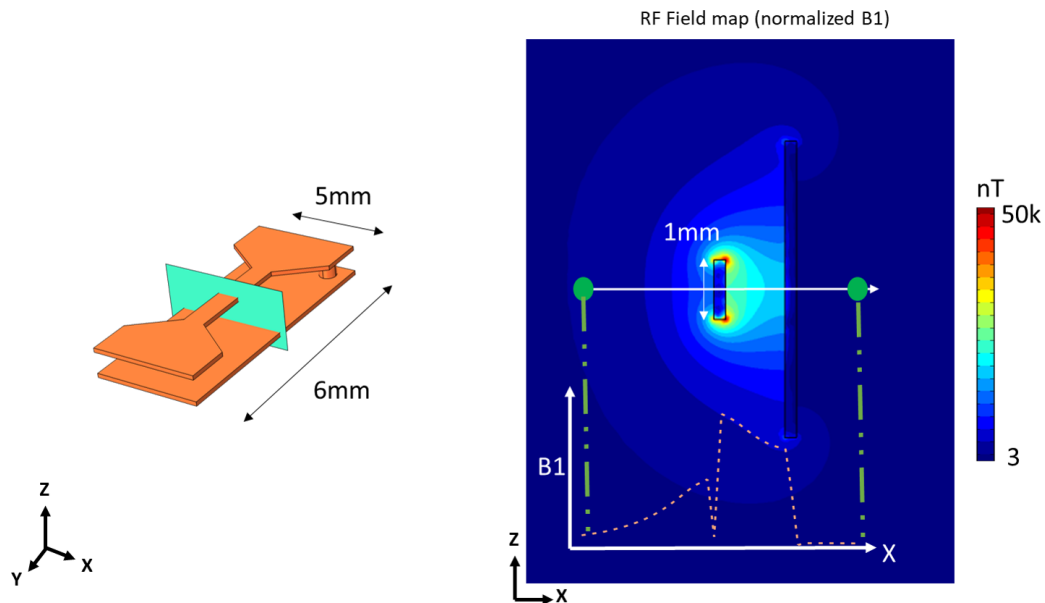 RF Field map (normalized B1)
5mm
6mm
Z
Y
X
1mm
B1
X
Z
X
nT
50k
3